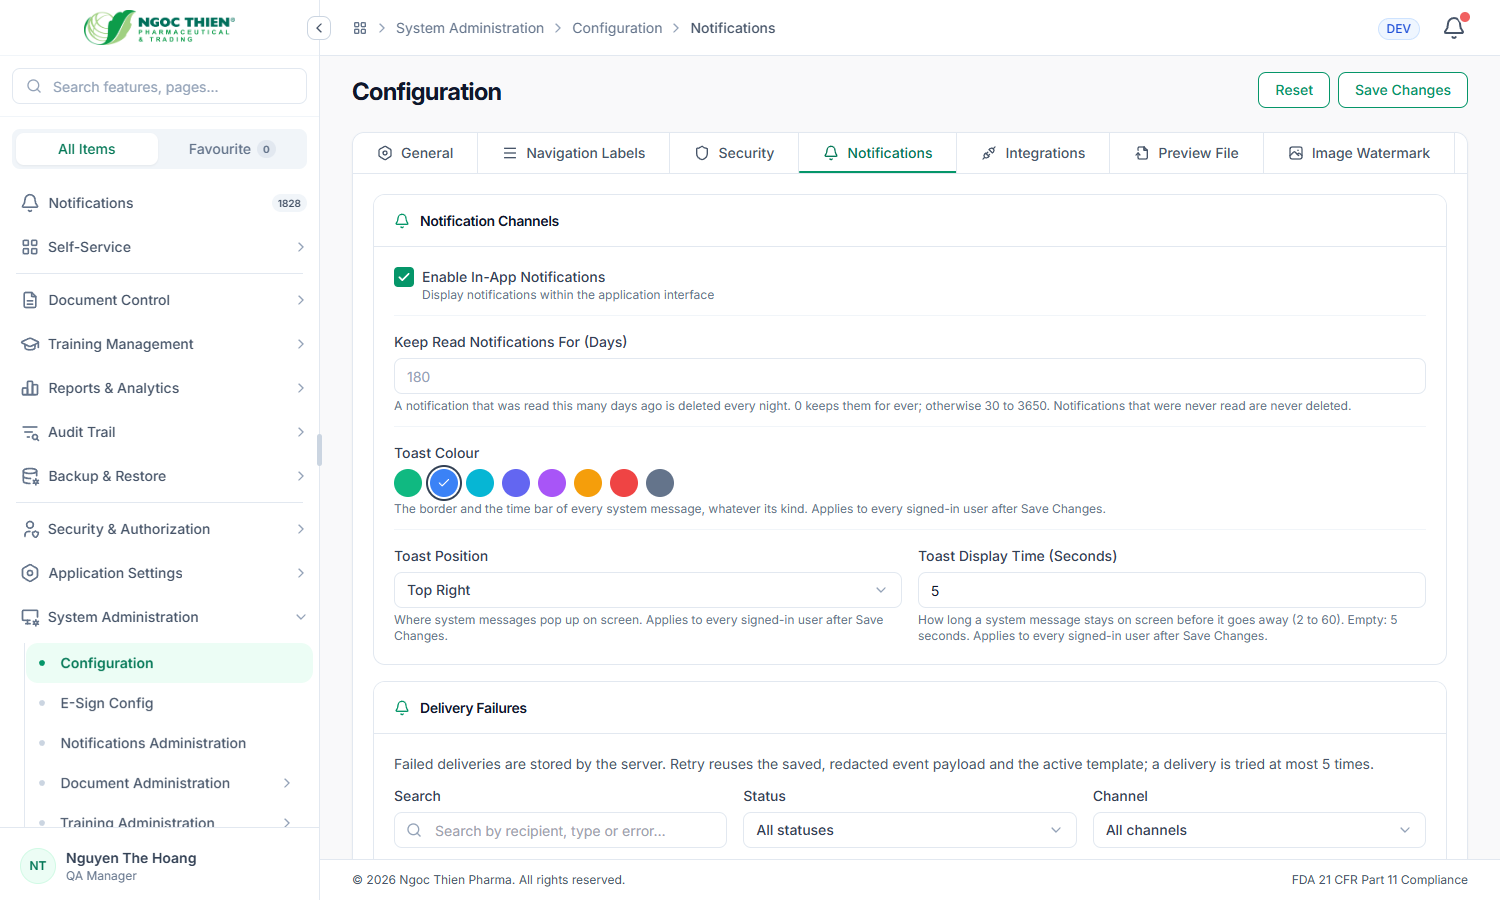 NGOC THIEN®
PHARMACEUTICAL
& TRADING
Search features, pages...
All Items
Favourite 0
Notifications 1828
Self-Service
Document Control
Training Management
Reports & Analytics
Audit Trail
Backup & Restore
Security & Authorization
Application Settings
System Administration
Configuration
E-Sign Config
Notifications Administration
Document Administration
Training Administration
NT
Nguyen The Hoang
QA Manager
System Administration > Configuration > Notifications
DEV
Configuration
Reset
Save Changes
General
Navigation Labels
Security
Notifications
Integrations
Preview File
Image Watermark
Notification Channels
Enable In-App Notifications
Display notifications within the application interface
Keep Read Notifications For (Days)
180
A notification that was read this many days ago is deleted every night. 0 keeps them for ever; otherwise 30 to 3650. Notifications that were never read are never deleted.
Toast Colour
The border and the time bar of every system message, whatever its kind. Applies to every signed-in user after Save Changes.
Toast Position
Top Right
Where system messages pop up on screen. Applies to every signed-in user after Save
Changes.
Toast Display Time (Seconds)
5
How long a system message stays on screen before it goes away (2 to 60). Empty: 5
seconds. Applies to every signed-in user after Save Changes.
Delivery Failures
Failed deliveries are stored by the server. Retry reuses the saved, redacted event payload and the active template; a delivery is tried at most 5 times.
Search
Search by recipient, type or error...
Status
All statuses
Channel
All channels
© 2026 Ngoc Thien Pharma. All rights reserved.
FDA 21 CFR Part 11 Compliance